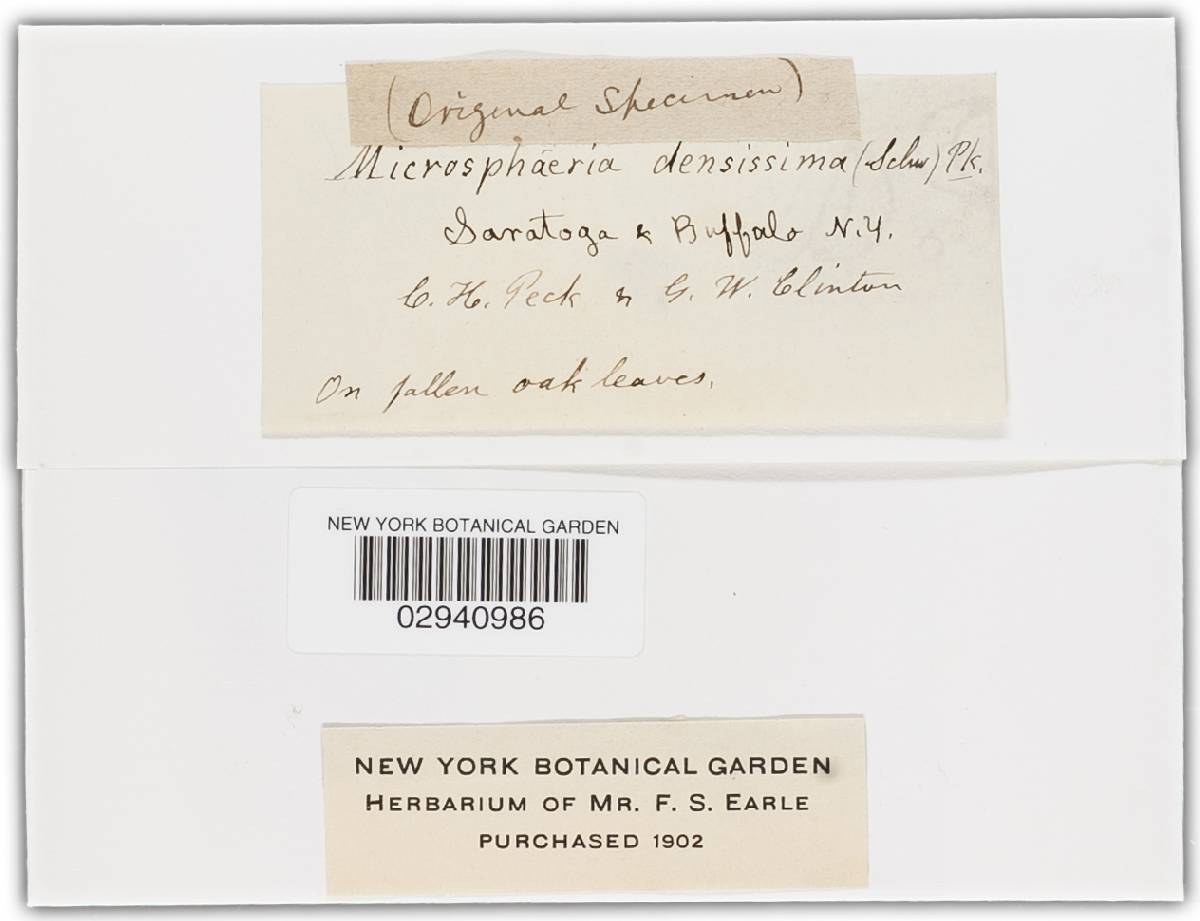 (Original Specimen)
Microsphaeria densissima (Schw) Pk.
Saratoga & Buffalo N.Y.
C. H. Peck & G. W. Clinton
On fallen oak leaves.
NEW YORK BOTANICAL GARDEN
02940986
NEW YORK BOTANICAL GARDEN
HERBARIUM OF MR. F. S. EARLE
PURCHASED 1902